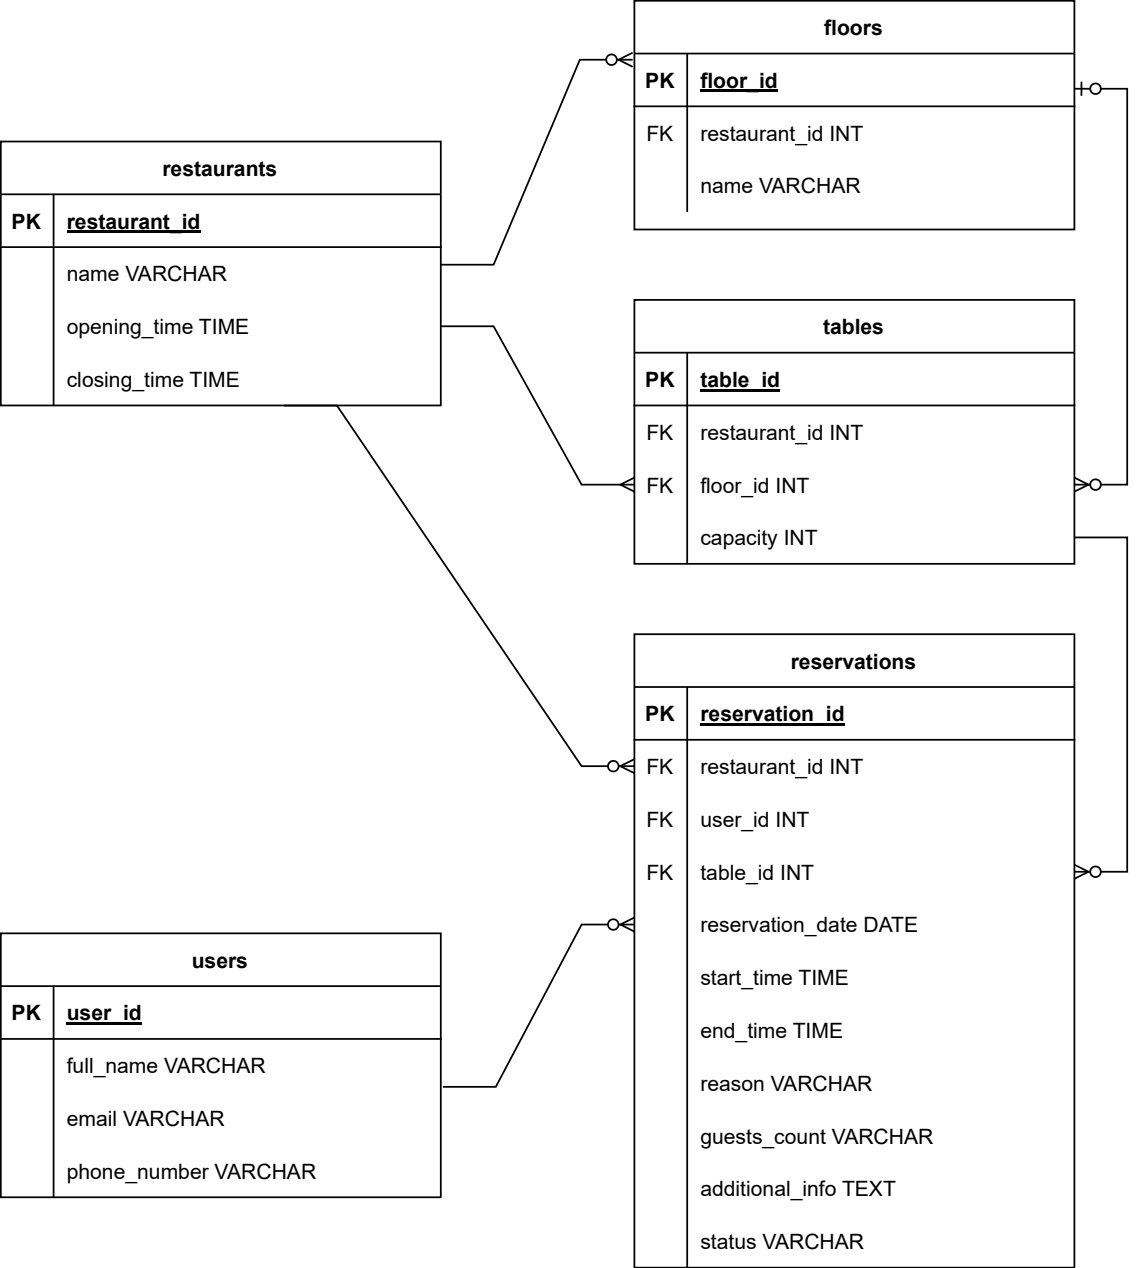 floors
PK floor_id
FK restaurant_id INT
name VARCHAR
restaurants
PK restaurant_id
name VARCHAR
opening_time TIME
closing_time TIME
tables
PK table_id
FK restaurant_id INT
FK floor_id INT
capacity INT
reservations
PK reservation_id
FK restaurant_id INT
FK user_id INT
FK table_id INT
reservation_date DATE
start_time TIME
end_time TIME
reason VARCHAR
guests_count VARCHAR
additional_info TEXT
status VARCHAR
users
PK user_id
full_name VARCHAR
email VARCHAR
phone_number VARCHAR